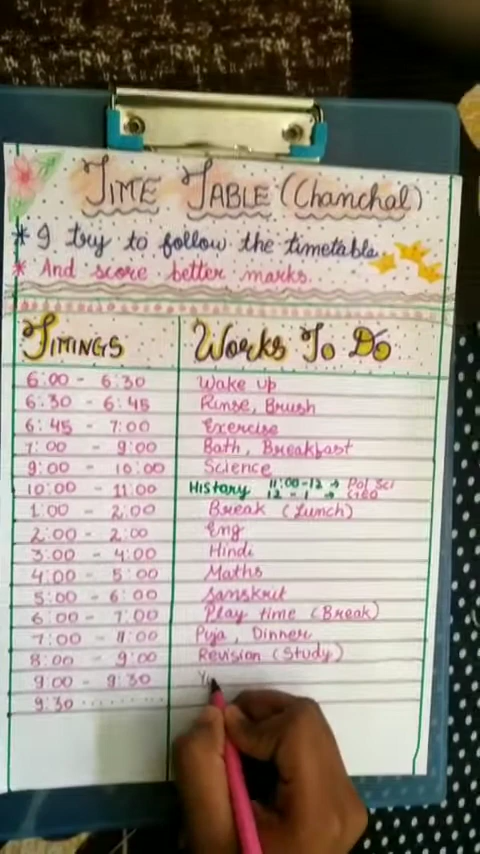 TIME TABLE (Chanchal)
* I try to follow the timetable
* And score better marks.
TIMINGS Works To Do
6:00 - 6:30 Wake up
6:30 - 6:45 Rinse, Brush
6:45 - 7:00 Exercise
7:00 - 9:00 Bath, Breakfast
9:00 - 10:00 Science
10:00 - 11:00 History 11:00-12 → Pol Sci
12 - 1 → GEO
1:00 - 2:00 Break (Lunch)
2:00 - 2:00 Eng
3:00 - 4:00 Hindi
4:00 - 5:00 Maths
5:00 - 6:00 Sanskrit
6:00 - 7:00 Play time (Break)
7:00 - 8:00 Puja, Dinner
8:00 - 9:00 Revision (Study)
9:00 - 9:30
9:30 .........